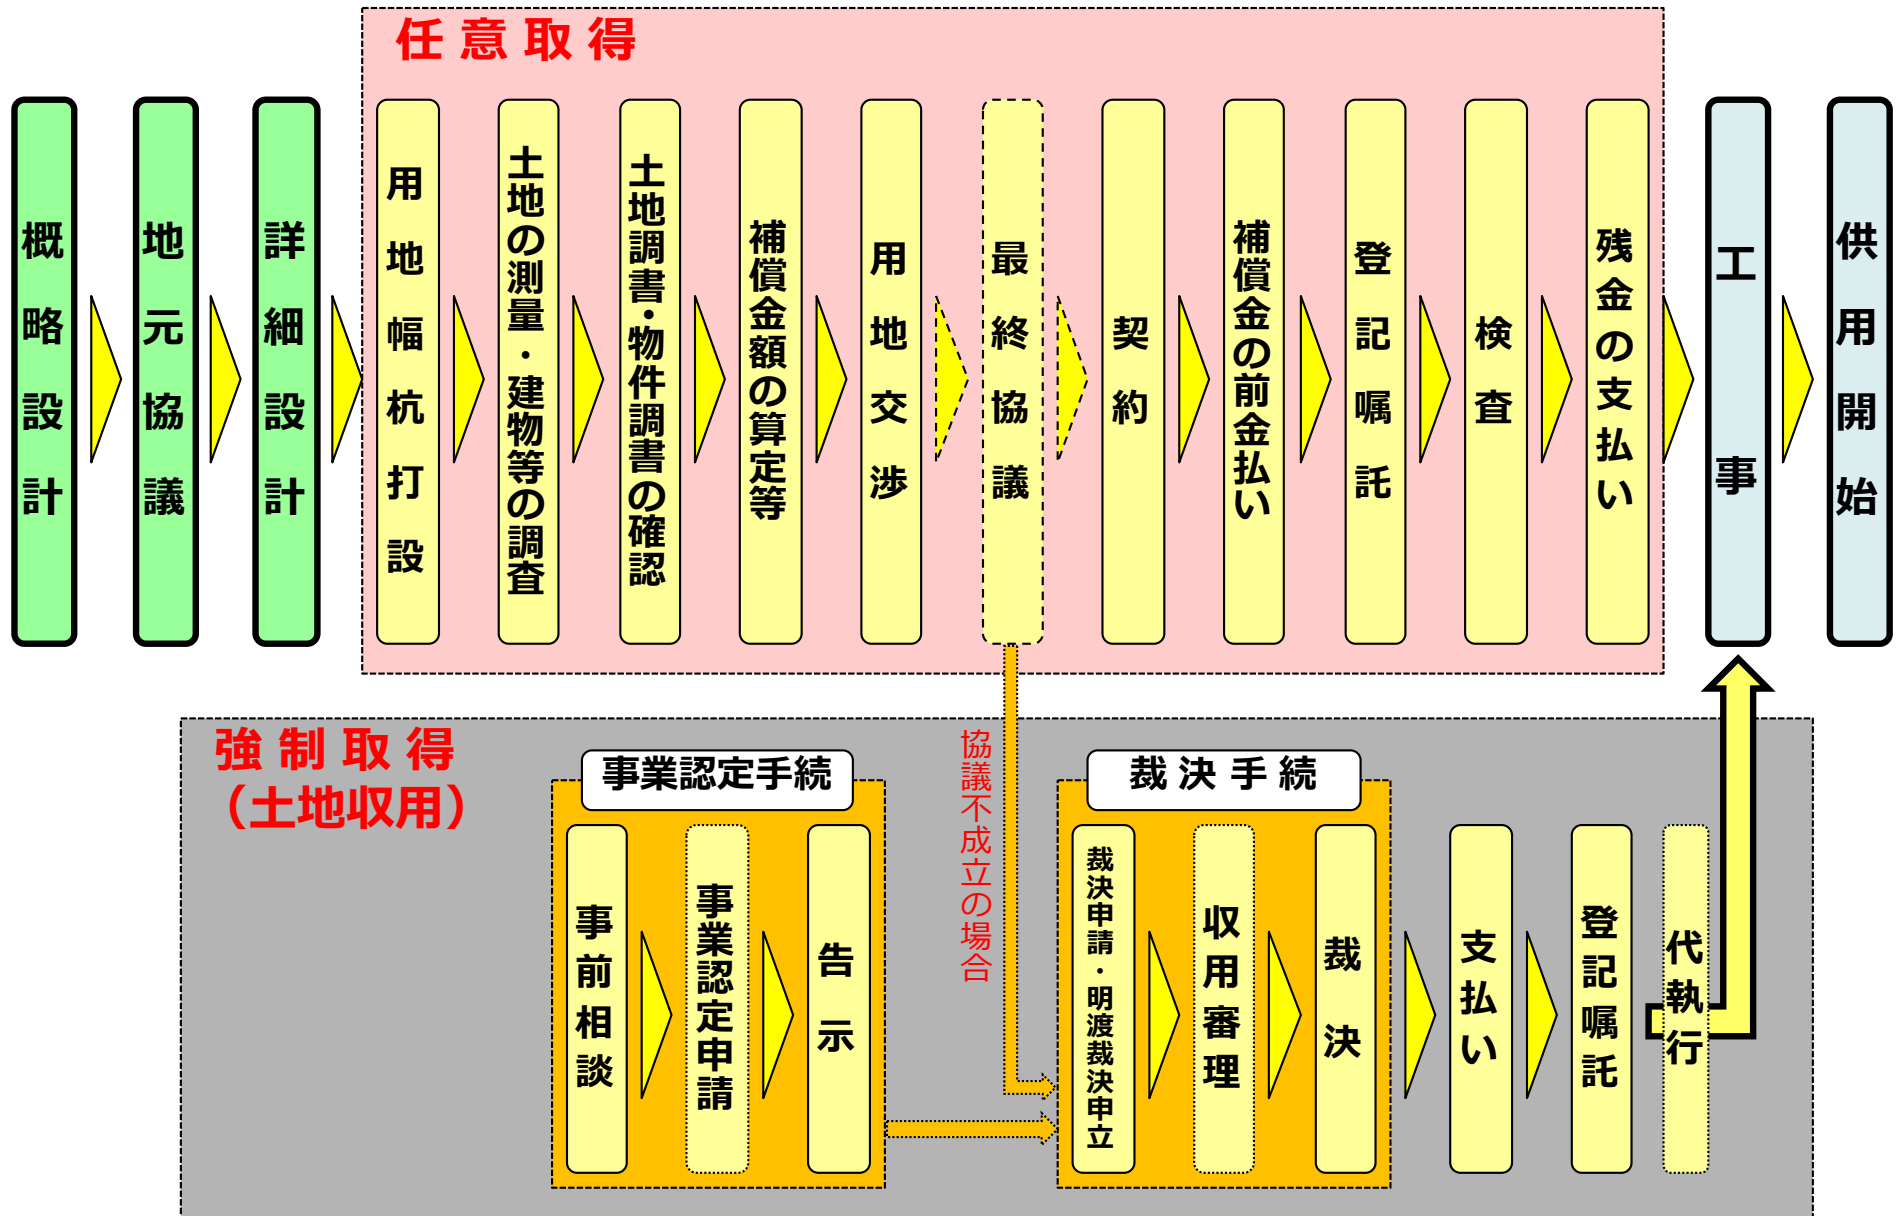 任意取得
概略設計
地元協議
詳細設計
用地幅杭打設
土地の測量・建物等の調査
土地調書・物件調書の確認
補償金額の算定等
用地交渉
最終協議
契約
補償金の前金払い
登記嘱託
検査
残金の支払い
工事
供用開始
強制取得
（土地収用）
事業認定手続
事前相談
事業認定申請
告示
協議不成立の場合
裁決手続
裁決申請・明渡裁決申立
収用審理
裁決
支払い
登記嘱託
代執行